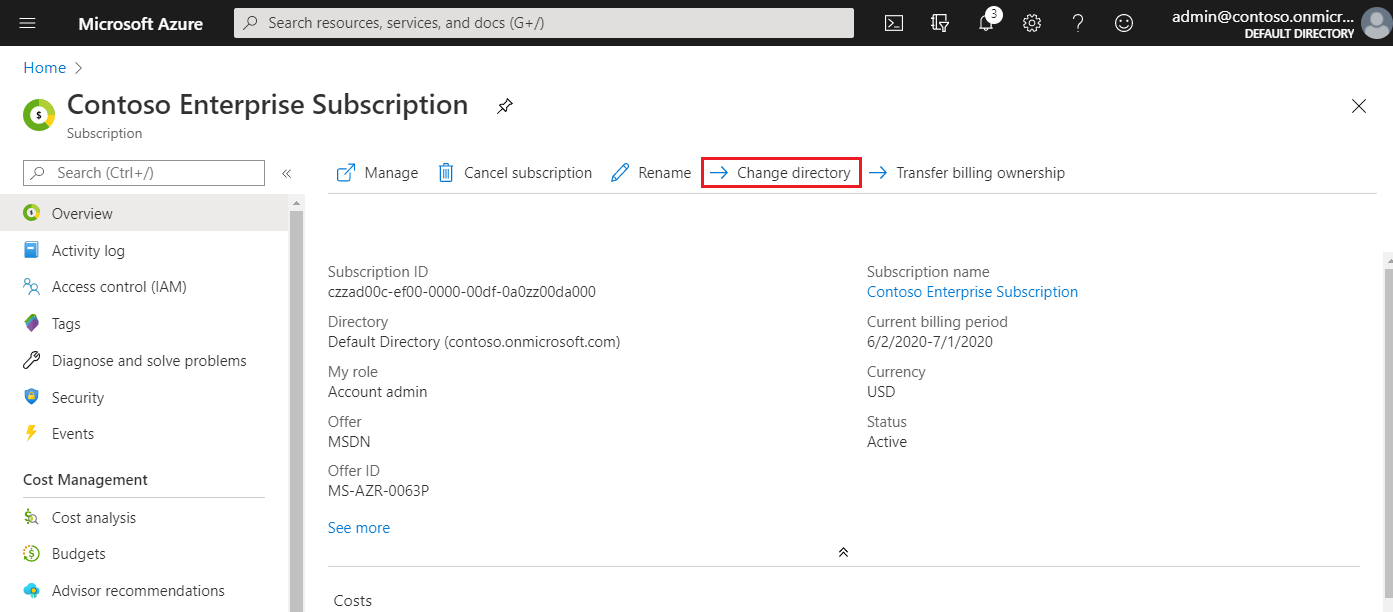 Microsoft Azure
Search resources, services, and docs (G+/)
3
admin@contoso.onmicr...
DEFAULT DIRECTORY
Home
Contoso Enterprise Subscription
Subscription
Search (Ctrl+/)
Manage
Cancel subscription
Rename
Change directory
Transfer billing ownership
Overview
Activity log
Access control (IAM)
Tags
Diagnose and solve problems
Security
Events
Cost Management
Cost analysis
Budgets
Advisor recommendations
Subscription ID
czzad00c-ef00-0000-00df-0a0zz00da000
Directory
Default Directory (contoso.onmicrosoft.com)
My role
Account admin
Offer
MSDN
Offer ID
MS-AZR-0063P
See more
Subscription name
Contoso Enterprise Subscription
Current billing period
6/2/2020-7/1/2020
Currency
USD
Status
Active
Costs